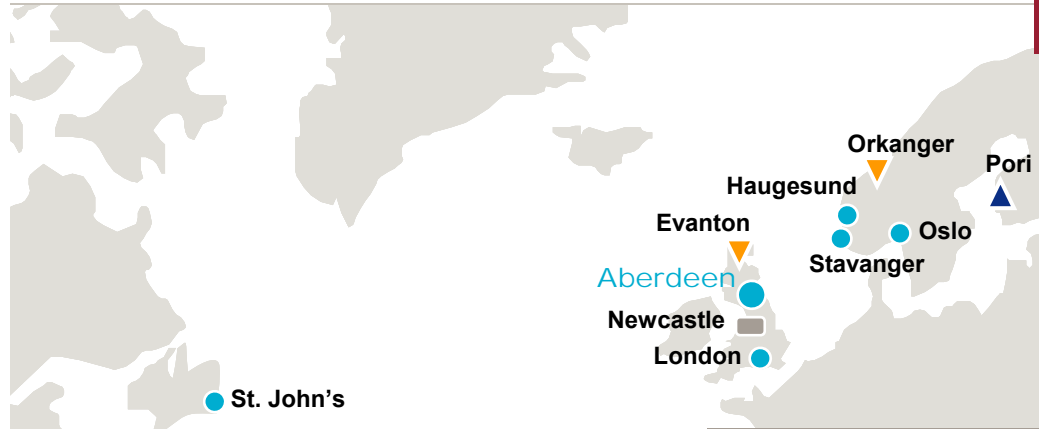 Orkanger
Pori
Haugesund
Evanton
Oslo
Stavanger
Aberdeen
Newcastle
London
St. John’s